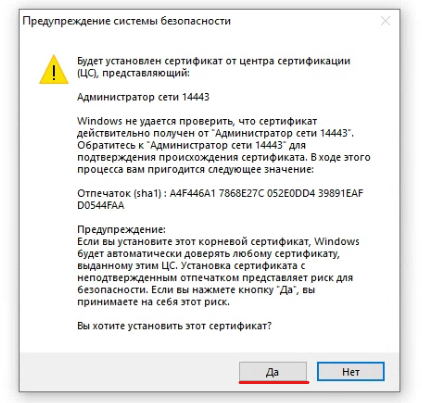 Предупреждение системы безопасности
Будет установлен сертификат от центра сертификации
(ЦС), представляющий:
Администратор сети 14443
Windows не удается проверить, что сертификат
действительно получен от "Администратор сети 14443".
Обратитесь к "Администратор сети 14443" для
подтверждения происхождения сертификата. В ходе этого
процесса вам пригодится следующее значение:
Отпечаток (sha1) : A4F446A1 7868E27C 052E0DD4 39891EAF
D0544FAA
Предупреждение:
Если вы установите этот корневой сертификат, Windows
будет автоматически доверять любому сертификату,
выданному этим ЦС. Установка сертификата с
неподтвержденным отпечатком представляет риск для
безопасности. Если вы нажмете кнопку "Да", вы
принимаете на себя этот риск.
Вы хотите установить этот сертификат?
Да
Нет